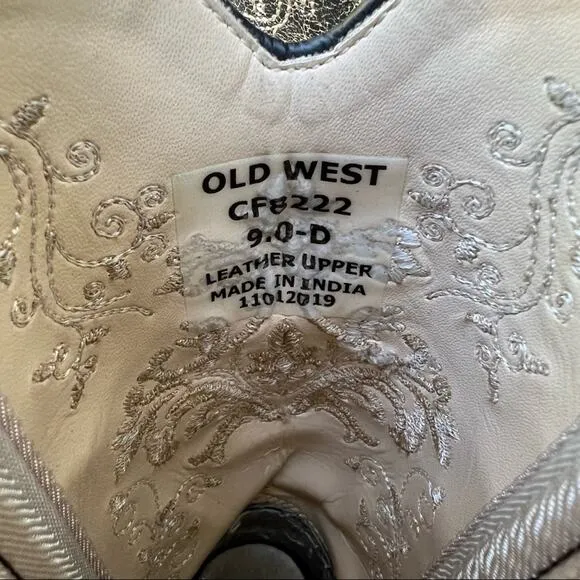 OLD WEST
CF8222
9.0-D
LEATHER UPPER
MADE IN INDIA
11012019